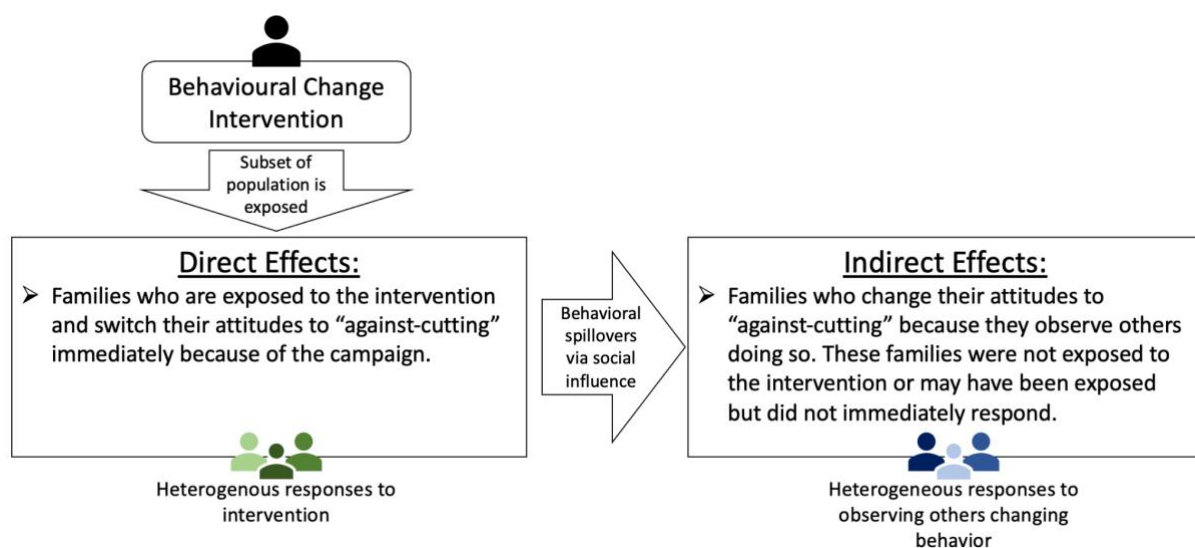 Behavioural Change
Intervention
Subset of
population is
exposed
Direct Effects:
➢ Families who are exposed to the intervention
and switch their attitudes to “against-cutting”
immediately because of the campaign.
Heterogenous responses to
intervention
Behavioral
spillovers
via social
influence
Indirect Effects:
➢ Families who change their attitudes to
“against-cutting” because they observe others
doing so. These families were not exposed to
the intervention or may have been exposed
but did not immediately respond.
Heterogeneous responses to
observing others changing
behavior